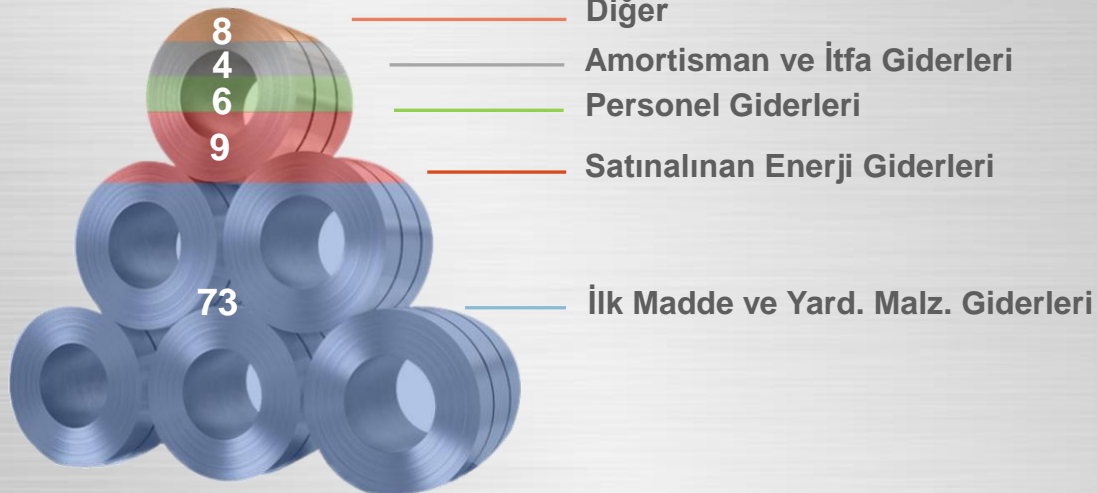 8
Diğer
4
Amortisman ve İtfa Giderleri
6
Personel Giderleri
9
Satınalınan Enerji Giderleri
73
İlk Madde ve Yard. Malz. Giderleri